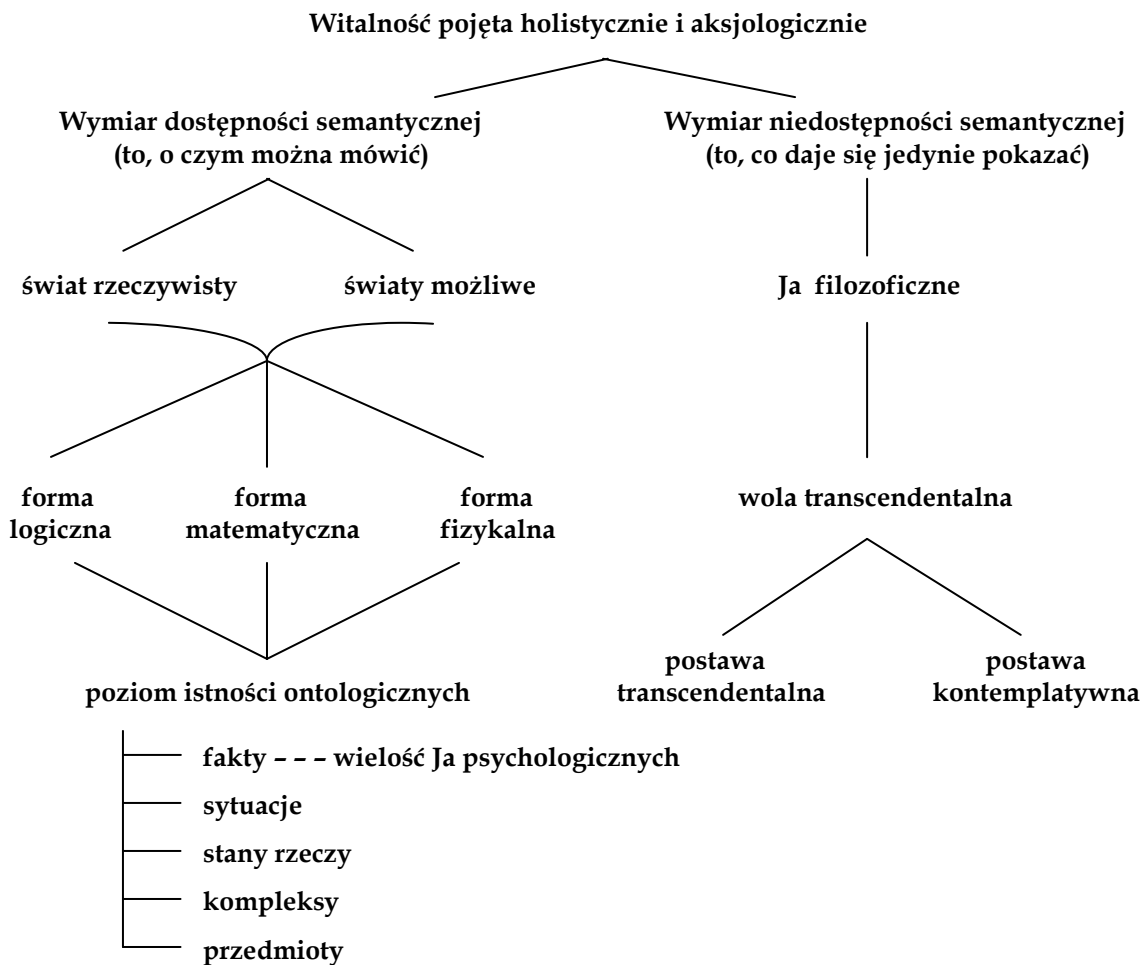 Witalność pojęta holistycznie i aksjologicznie
Wymiar dostępności semantycznej
(to, o czym można mówić)
Wymiar niedostępności semantycznej
(to, co daje się jedynie pokazać)
świat rzeczywisty
światy możliwe
Ja filozoficzne
forma
logiczna
forma
matematyczna
forma
fizykalna
wola transcendentalna
postawa
transcendentalna
postawa
kontemplatywna
poziom istności ontologicznych
fakty – – – wielość Ja psychologicznych
sytuacje
stany rzeczy
kompleksy
przedmioty